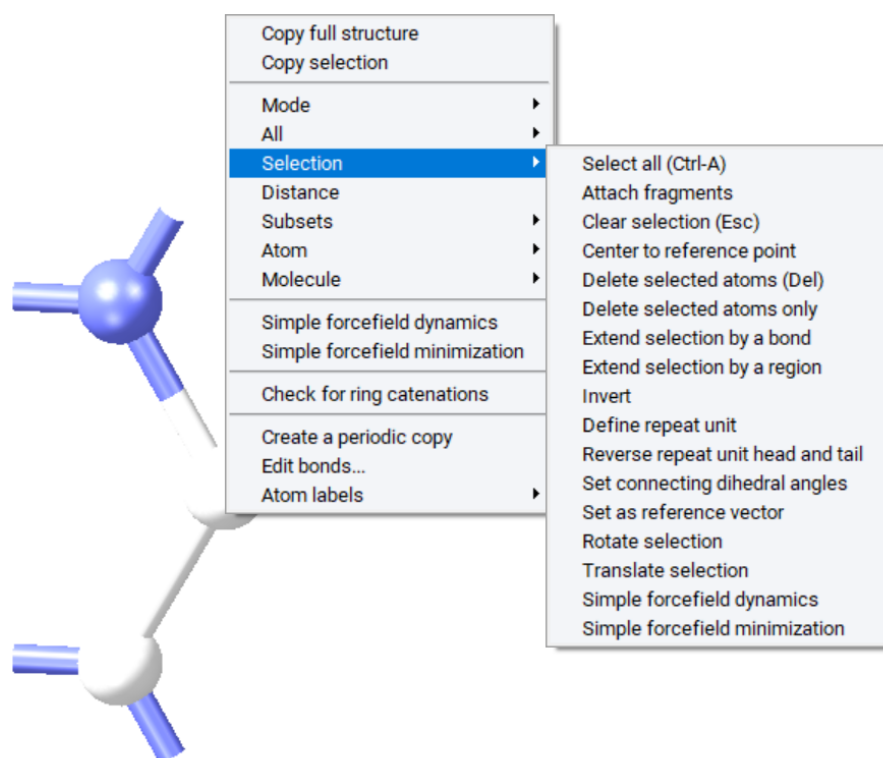 Copy full structure
Copy selection
Mode
All
Selection
Distance
Subsets
Atom
Molecule
Simple forcefield dynamics
Simple forcefield minimization
Check for ring catenations
Create a periodic copy
Edit bonds...
Atom labels
Select all (Ctrl-A)
Attach fragments
Clear selection (Esc)
Center to reference point
Delete selected atoms (Del)
Delete selected atoms only
Extend selection by a bond
Extend selection by a region
Invert
Define repeat unit
Reverse repeat unit head and tail
Set connecting dihedral angles
Set as reference vector
Rotate selection
Translate selection
Simple forcefield dynamics
Simple forcefield minimization